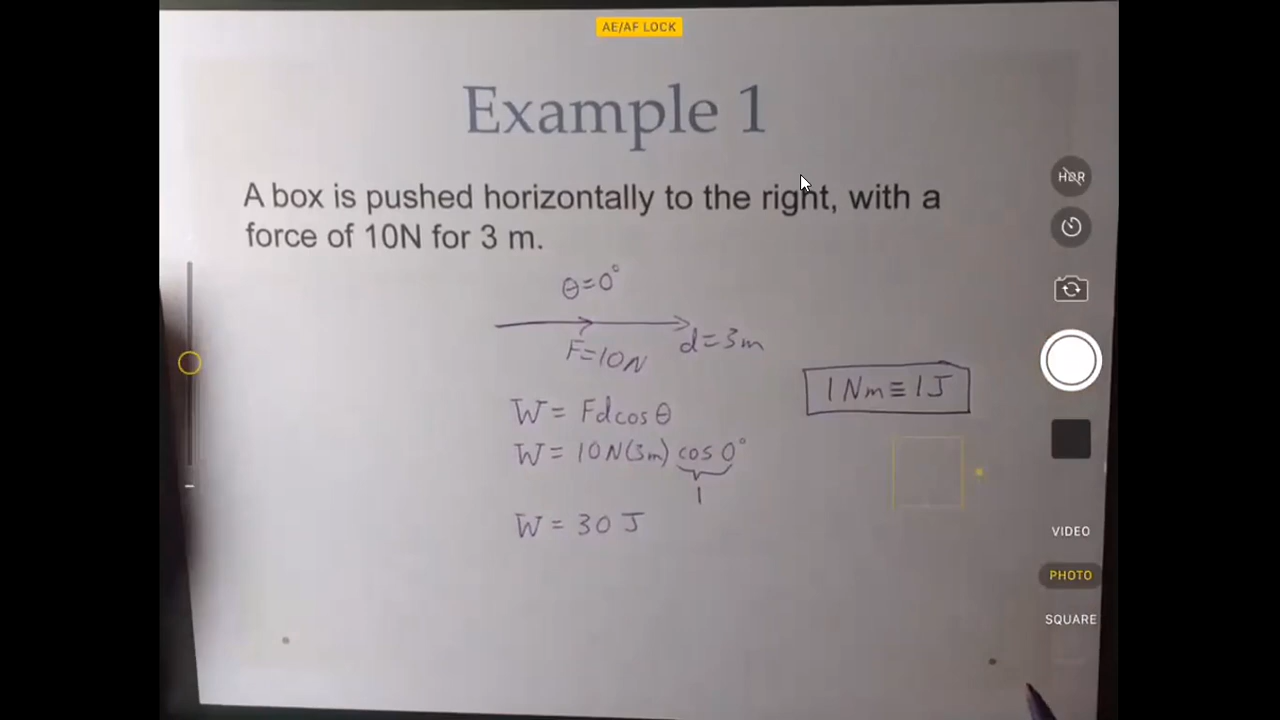 AE/AF LOCK
Example 1
HDR
A box is pushed horizontally to the right, with a
force of 10N for 3 m.
θ=0°
F=10N
d=3m
1Nm≡1J
W = Fdcosθ
W = 10N(3m) cos 0°
1
W = 30 J
VIDEO
PHOTO
SQUARE